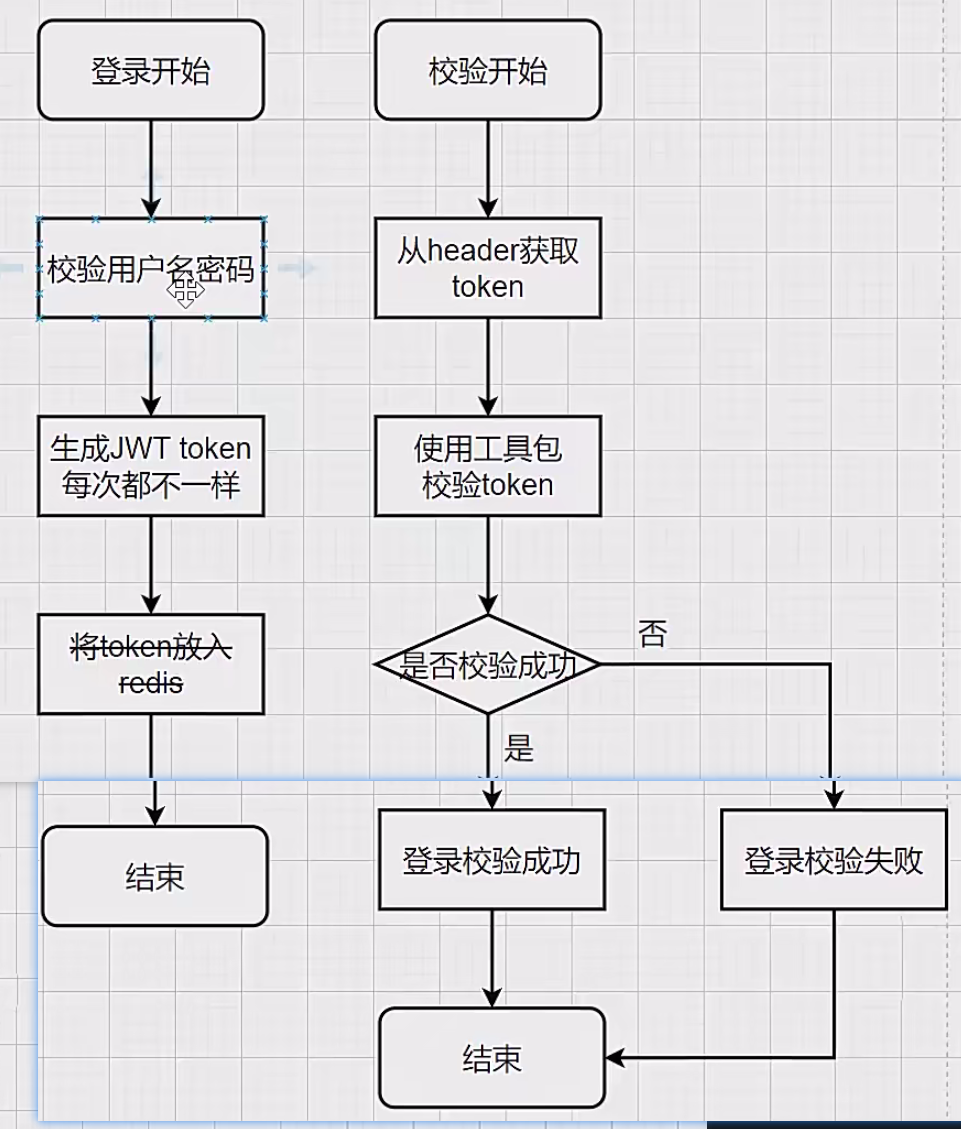 登录开始
校验用户名密码
生成JWT token
每次都不一样
将token放入
redis
结束
校验开始
从header获取
token
使用工具包
校验token
是否校验成功
否
是
登录校验成功
登录校验失败
结束